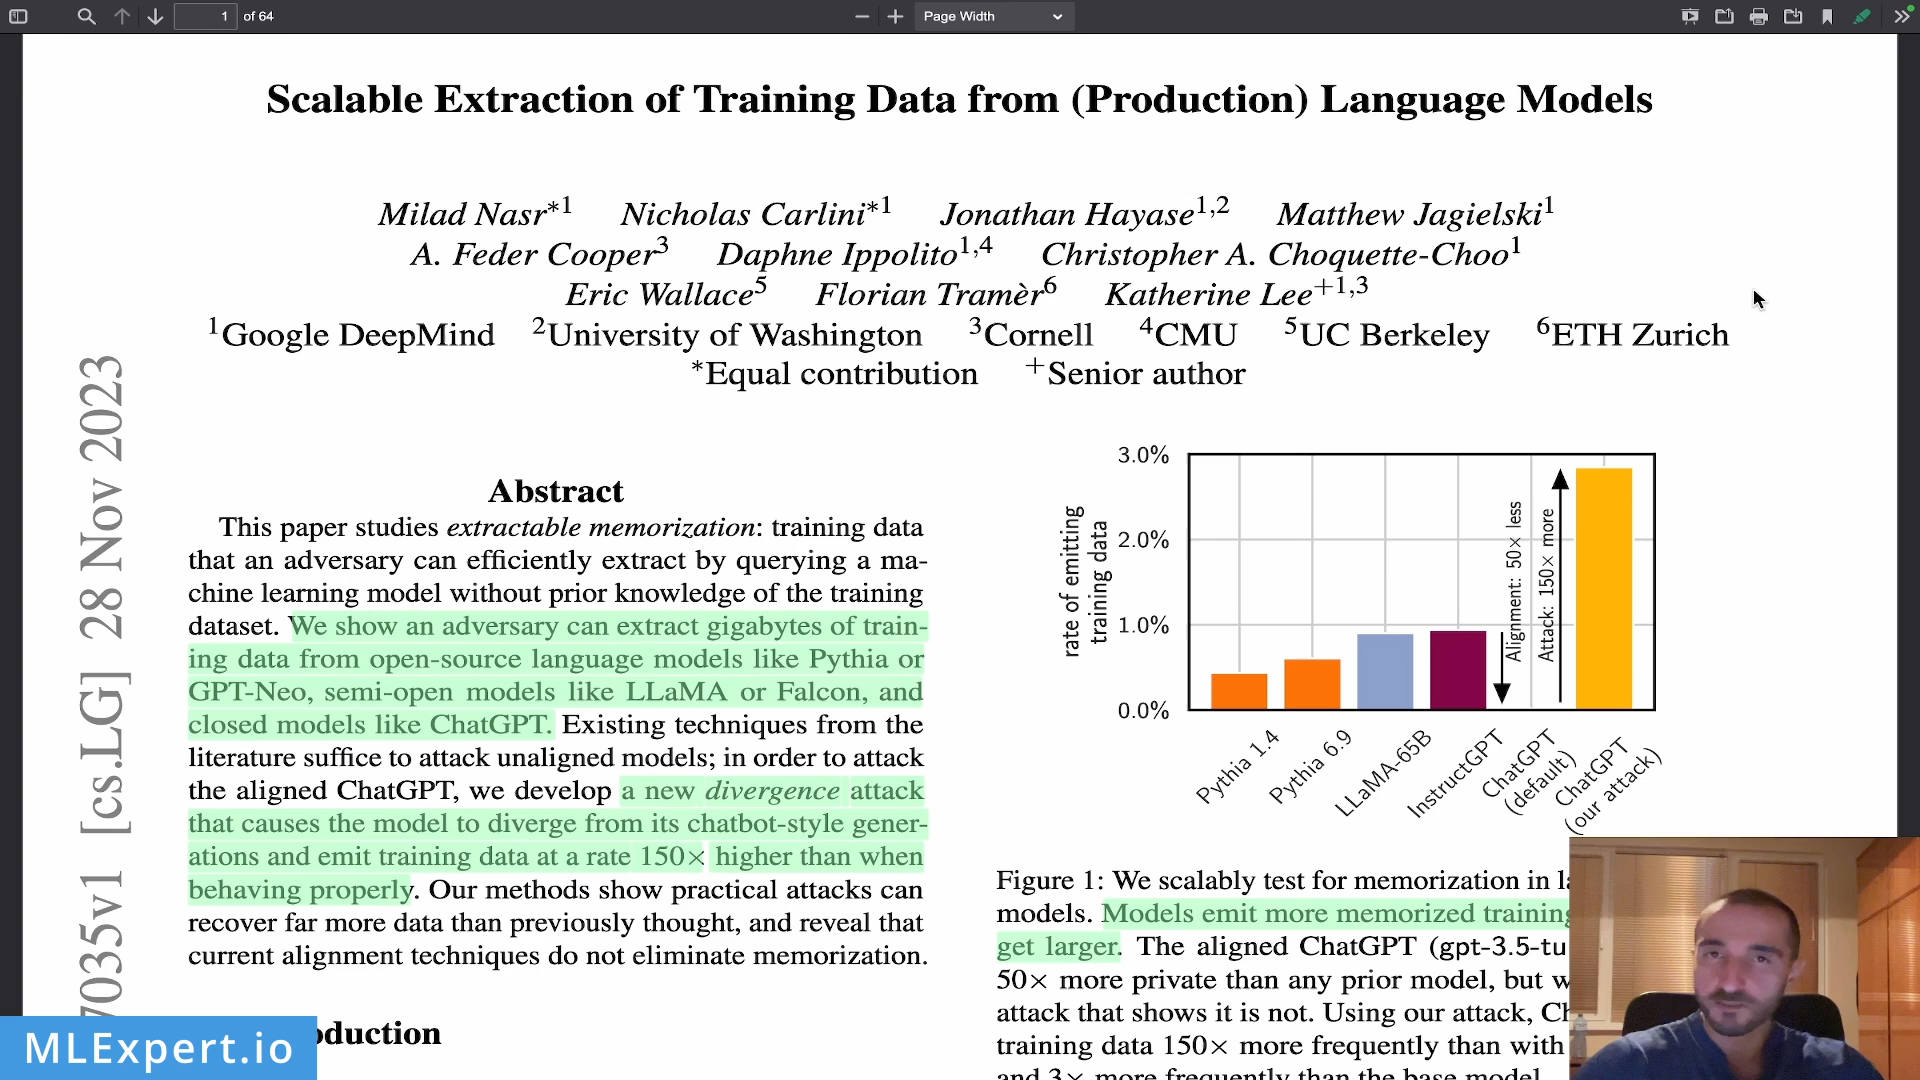 1 of 64
Page Width
Scalable Extraction of Training Data from (Production) Language Models
Milad Nasr*1 Nicholas Carlini*1 Jonathan Hayase1,2 Matthew Jagielski1
A. Feder Cooper3 Daphne Ippolito1,4 Christopher A. Choquette-Choo1
Eric Wallace5 Florian Tramèr6 Katherine Lee+1,3
1Google DeepMind 2University of Washington 3Cornell 4CMU 5UC Berkeley 6ETH Zurich
*Equal contribution +Senior author
7035v1 [cs.LG] 28 Nov 2023
Abstract
This paper studies extractable memorization: training data
that an adversary can efficiently extract by querying a ma-
chine learning model without prior knowledge of the training
dataset. We show an adversary can extract gigabytes of train-
ing data from open-source language models like Pythia or
GPT-Neo, semi-open models like LLaMA or Falcon, and
closed models like ChatGPT. Existing techniques from the
literature suffice to attack unaligned models; in order to attack
the aligned ChatGPT, we develop a new divergence attack
that causes the model to diverge from its chatbot-style gener-
ations and emit training data at a rate 150× higher than when
behaving properly. Our methods show practical attacks can
recover far more data than previously thought, and reveal that
current alignment techniques do not eliminate memorization.
oduction
MLExpert.io
rate of emitting
training data
3.0%
2.0%
1.0%
0.0%
Alignment: 50× less
Attack: 150× more
Pythia 1.4
Pythia 6.9
LLaMA-65B
InstructGPT
ChatGPT
(default)
ChatGPT
(our attack)
Figure 1: We scalably test for memorization in la
models. Models emit more memorized training
get larger. The aligned ChatGPT (gpt-3.5-tu
50× more private than any prior model, but w
attack that shows it is not. Using our attack, Ch
training data 150× more frequently than with
and 3× more frequently than the base model.